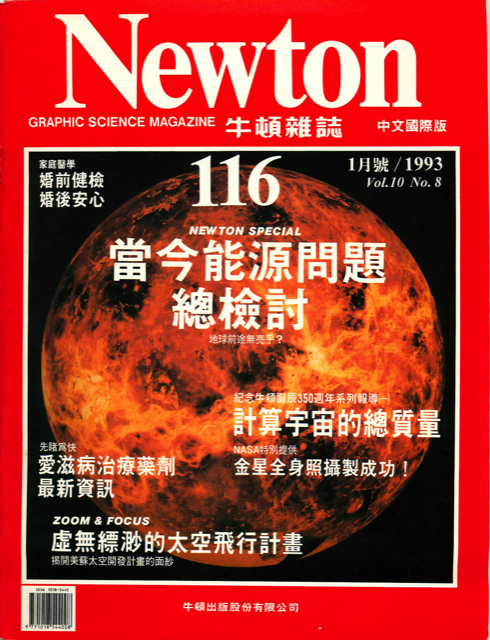 Newton
GRAPHIC SCIENCE MAGAZINE 牛頓雜誌 中文國際版
家庭醫學
婚前健檢
婚後安心
116
1月號/1993
Vol.10 No.8
NEWTON SPECIAL
當今能源問題
總檢討
地球前途無亮乎?
紀念牛頓誕辰350週年系列報導一
計算宇宙的總質量
先睹為快
愛滋病治療藥劑
最新資訊
NASA特別提供
金星全身照攝製成功!
ZOOM & FOCUS
虛無縹渺的太空飛行計畫
揭開美蘇太空開發計畫的面紗
ISSN 1018-5445
牛頓出版股份有限公司